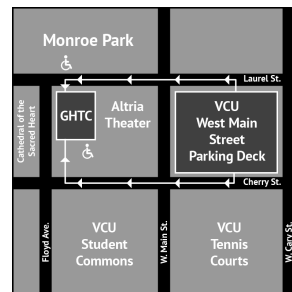 Monroe Park
Laurel St.
Cathedral of the
Sacred Heart
GHTC
Altria
Theater
VCU
West Main
Street
Parking Deck
Cherry St.
Floyd Ave.
VCU
Student
Commons
W. Main St.
VCU
Tennis
Courts
W. Cary St.